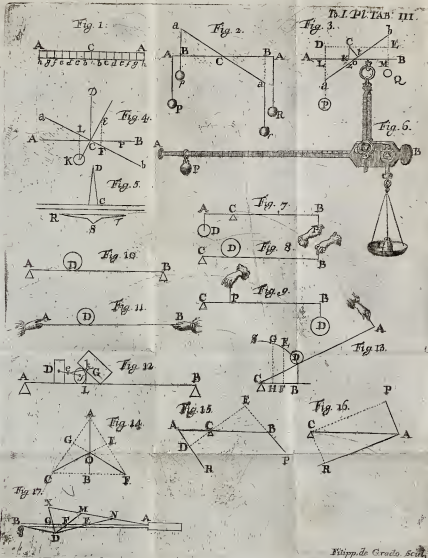 B. I. Pl. TAB. III.
Fig. 1.
A C A
h g f e d c b b c d e f g h
Fig. 2.
a
A B C B A
P P R
a
r
Fig. 3.
b
D C E
A L K M B
P Q
a
Fig. 4.
D
a E
A L C F P B
K b
Fig. 5.
D
C
R S T
Fig. 6.
A B
P
Fig. 7.
A C B
D P
Fig. 8.
D
C B
P
Fig. 9.
C P B
D
Fig. 10.
A D B
Fig. 11.
A D B
Fig. 12.
D G
A L B
Fig. 13.
A
S G E
D
C H F B
Fig. 14.
A
G E
O
C B F
Fig. 15.
E
A C B
D
R P
Fig. 16.
P
C A
R
Fig. 17.
X M
N
B G F E A
D
Filipp. de Grado Scul.